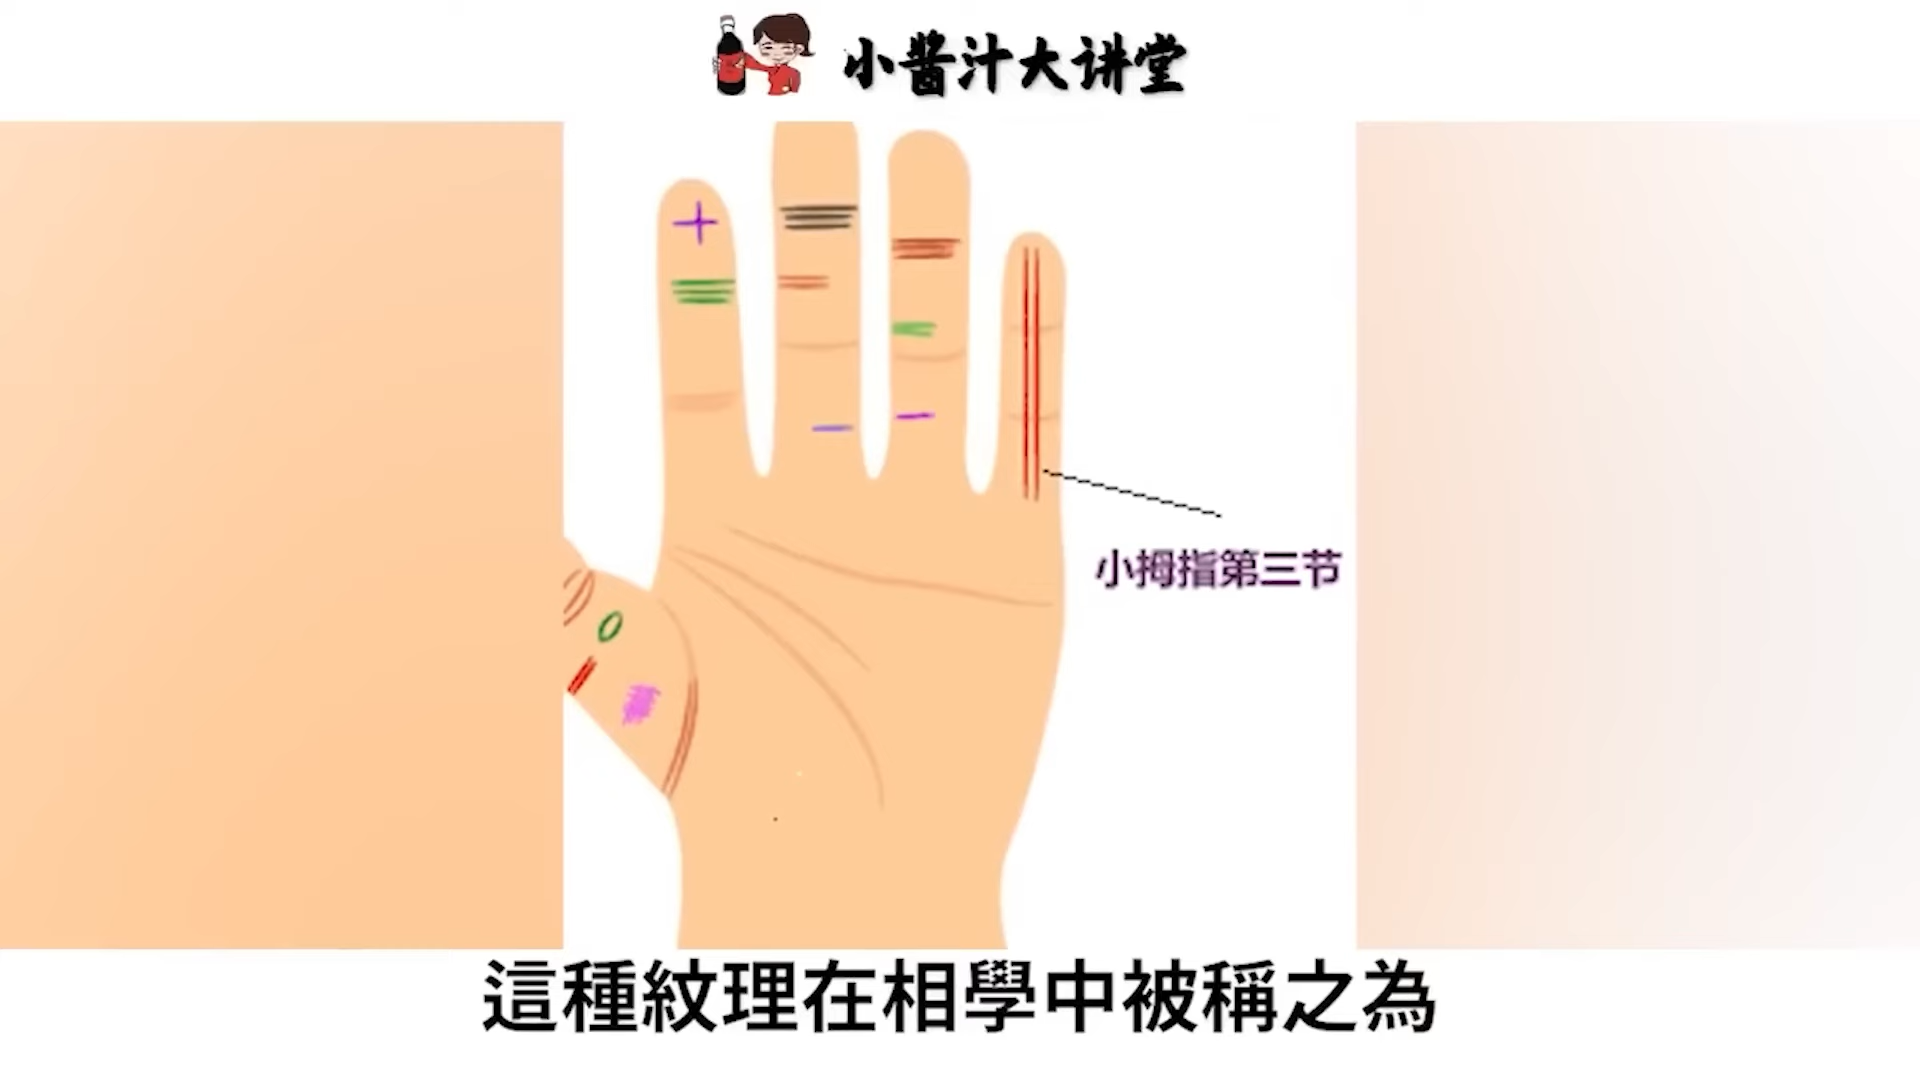 小酱汁大讲堂
小拇指第三节
這種紋理在相學中被稱之為